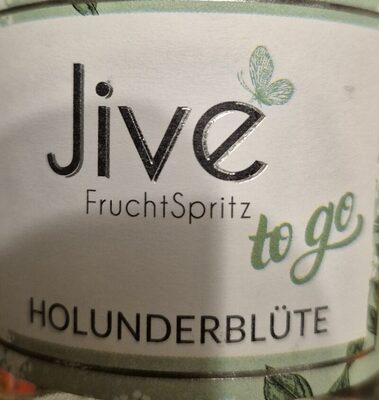 Jive
FruchtSpritz
to go
HOLUNDERBLÜTE